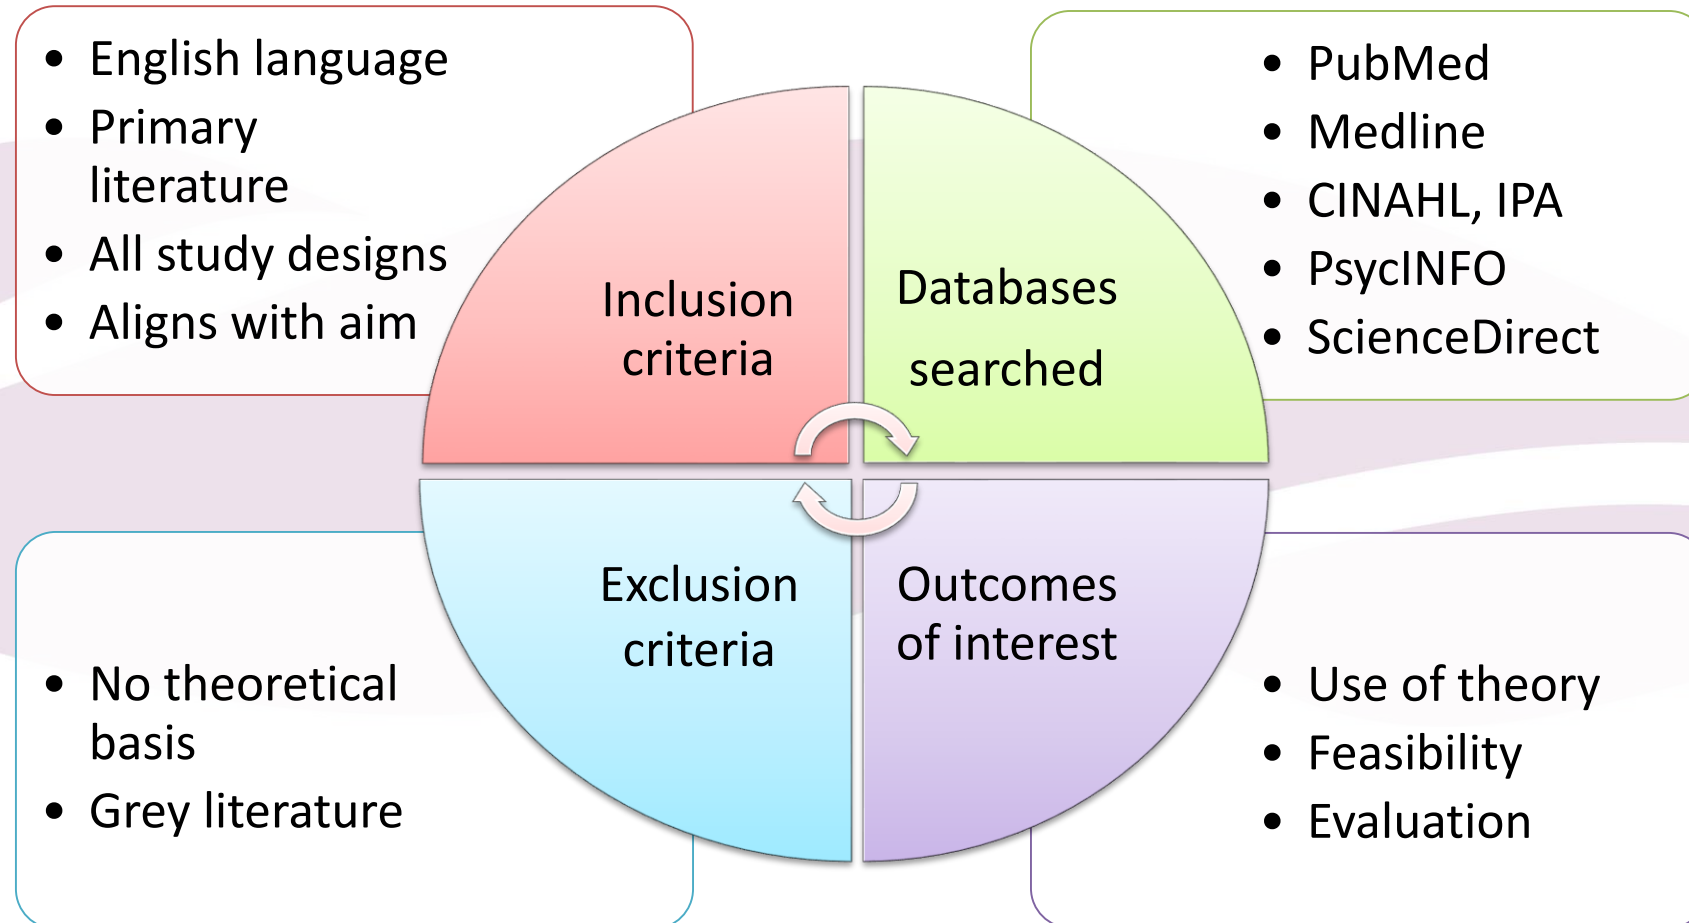 • English language
• Primary
literature
• All study designs
• Aligns with aim
Inclusion
criteria
Databases
searched
• PubMed
• Medline
• CINAHL, IPA
• PsycINFO
• ScienceDirect
Exclusion
criteria
• No theoretical
basis
• Grey literature
Outcomes
of interest
• Use of theory
• Feasibility
• Evaluation